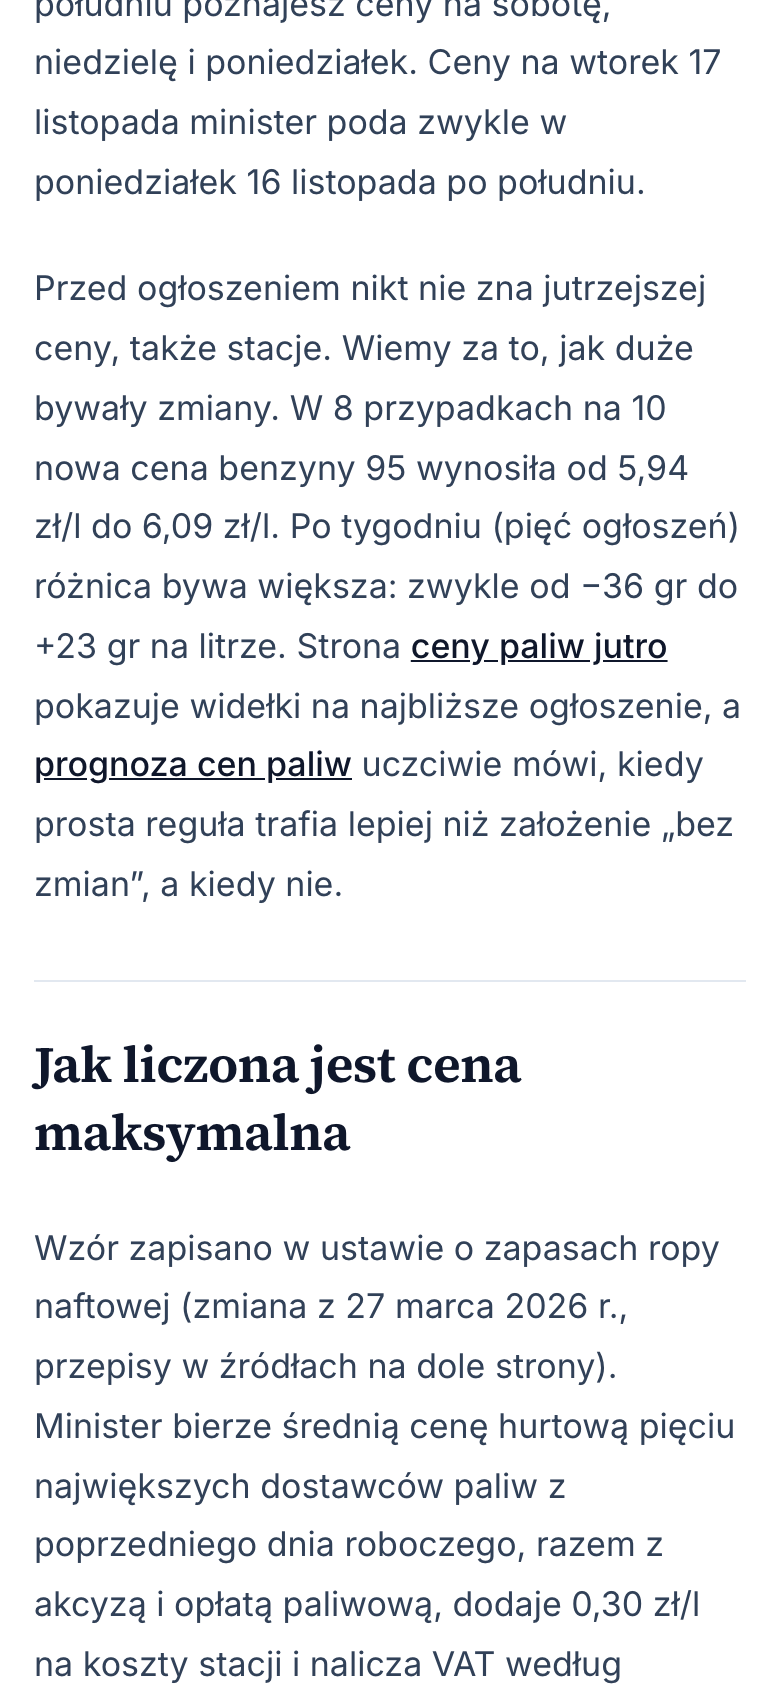 południu poznajesz ceny na sobotę,
niedzielę i poniedziałek. Ceny na wtorek 17
listopada minister poda zwykle w
poniedziałek 16 listopada po południu.
Przed ogłoszeniem nikt nie zna jutrzejszej
ceny, także stacje. Wiemy za to, jak duże
bywały zmiany. W 8 przypadkach na 10
nowa cena benzyny 95 wynosiła od 5,94
zł/l do 6,09 zł/l. Po tygodniu (pięć ogłoszeń)
różnica bywa większa: zwykle od −36 gr do
+23 gr na litrze. Strona ceny paliw jutro
pokazuje widełki na najbliższe ogłoszenie, a
prognoza cen paliw uczciwie mówi, kiedy
prosta reguła trafia lepiej niż założenie „bez
zmian”, a kiedy nie.
Jak liczona jest cena
maksymalna
Wzór zapisano w ustawie o zapasach ropy
naftowej (zmiana z 27 marca 2026 r.,
przepisy w źródłach na dole strony).
Minister bierze średnią cenę hurtową pięciu
największych dostawców paliw z
poprzedniego dnia roboczego, razem z
akcyzą i opłatą paliwową, dodaje 0,30 zł/l
na koszty stacji i nalicza VAT według